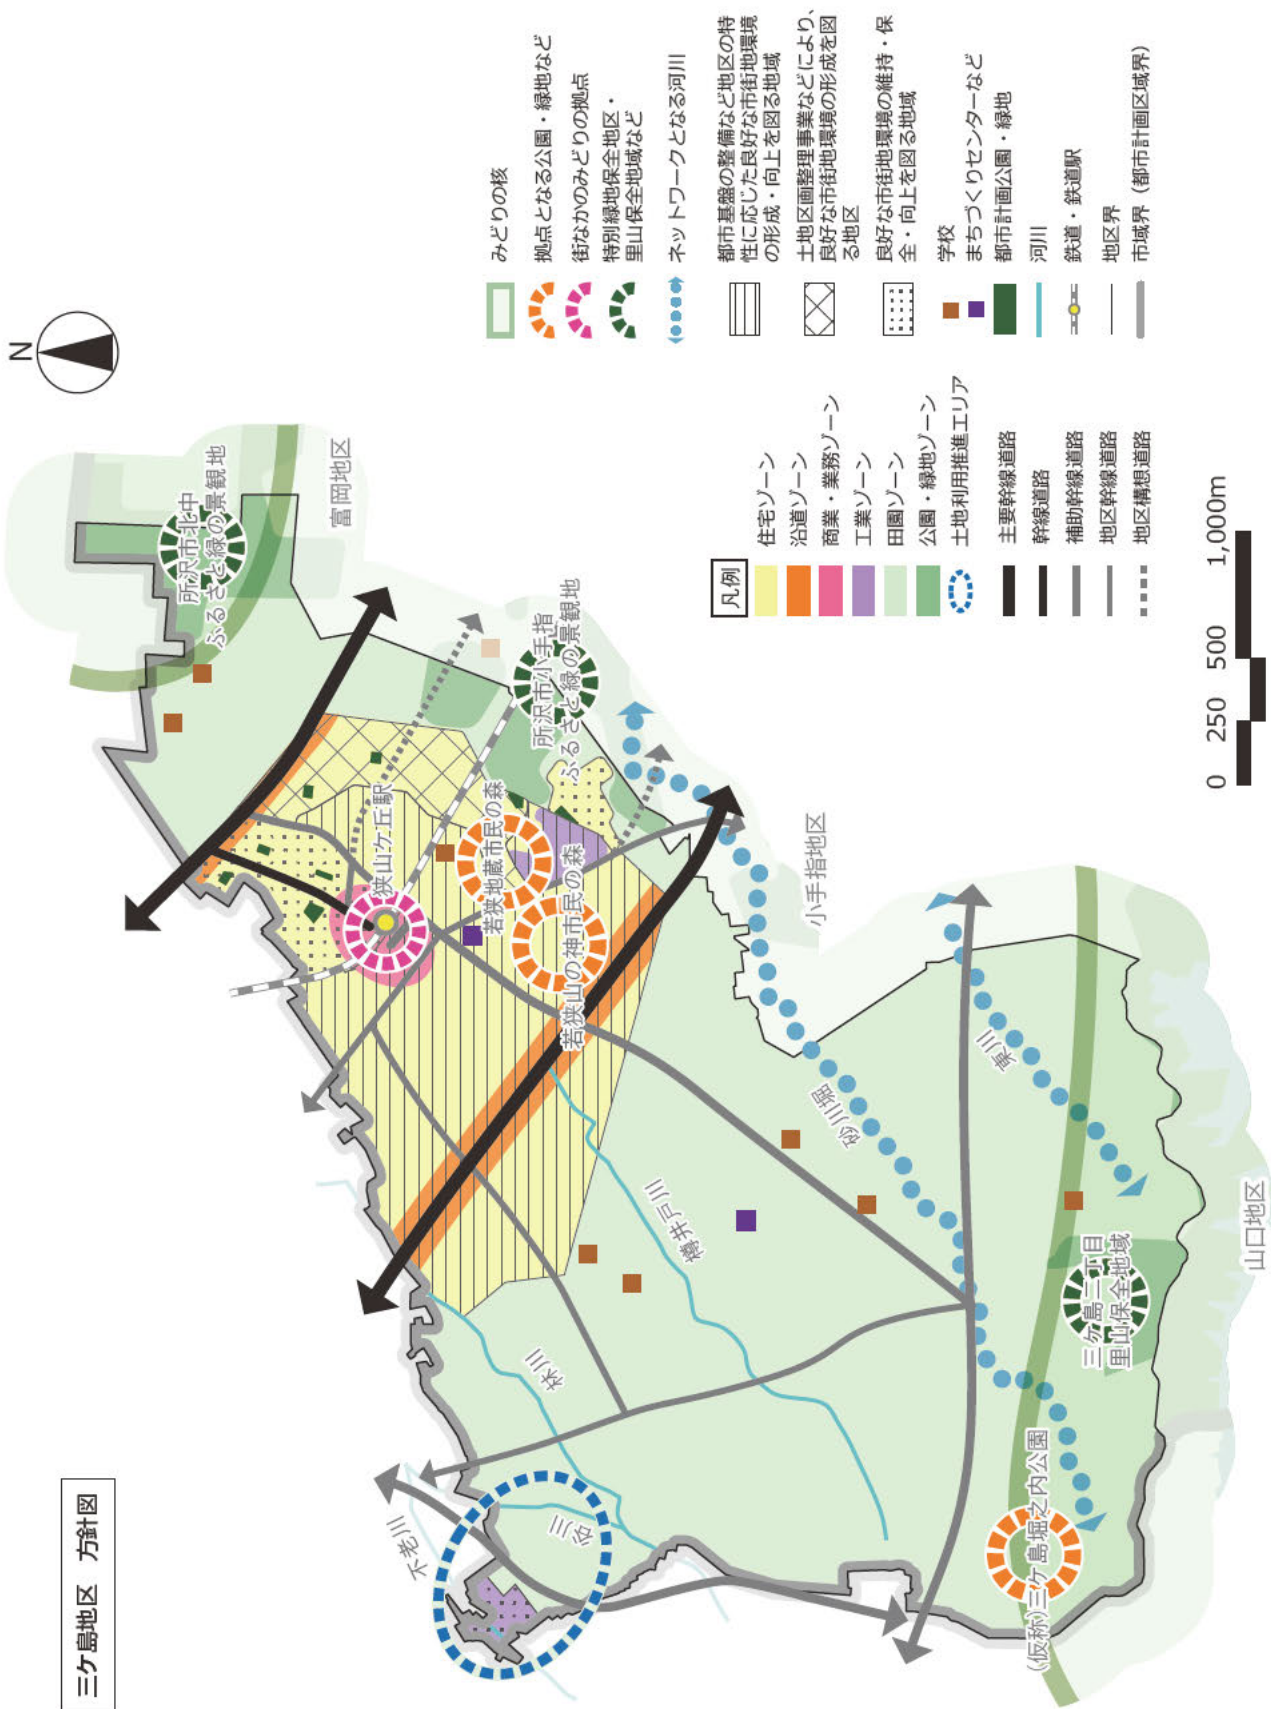 三ケ島地区　方針図
N
所沢市北中
ふるさと緑の景観地
富岡地区
所沢市小手指
ふるさと緑の景観地
狭山ケ丘駅
若狭地蔵市民の森
若狭山の神市民の森
小手指地区
砂川堀
東川
樽井戸川
林川
谷川
不老川
三ケ島二丁目
里山保全地域
(仮称)三ケ島堀之内公園
山口地区
凡例
住宅ゾーン
沿道ゾーン
商業・業務ゾーン
工業ゾーン
田園ゾーン
公園・緑地ゾーン
土地利用推進エリア
主要幹線道路
幹線道路
補助幹線道路
地区幹線道路
地区構想道路
みどりの核
拠点となる公園・緑地など
街なかのみどりの拠点
特別緑地保全地区・
里山保全地域など
ネットワークとなる河川
都市基盤の整備など地区の特
性に応じた良好な市街地環境
の形成・向上を図る地域
土地区画整理事業などにより、
良好な市街地環境の形成を図
る地区
良好な市街地環境の維持・保
全・向上を図る地域
学校
まちづくりセンターなど
都市計画公園・緑地
河川
鉄道・鉄道駅
地区界
市域界（都市計画区域界）
0 250 500 1,000m